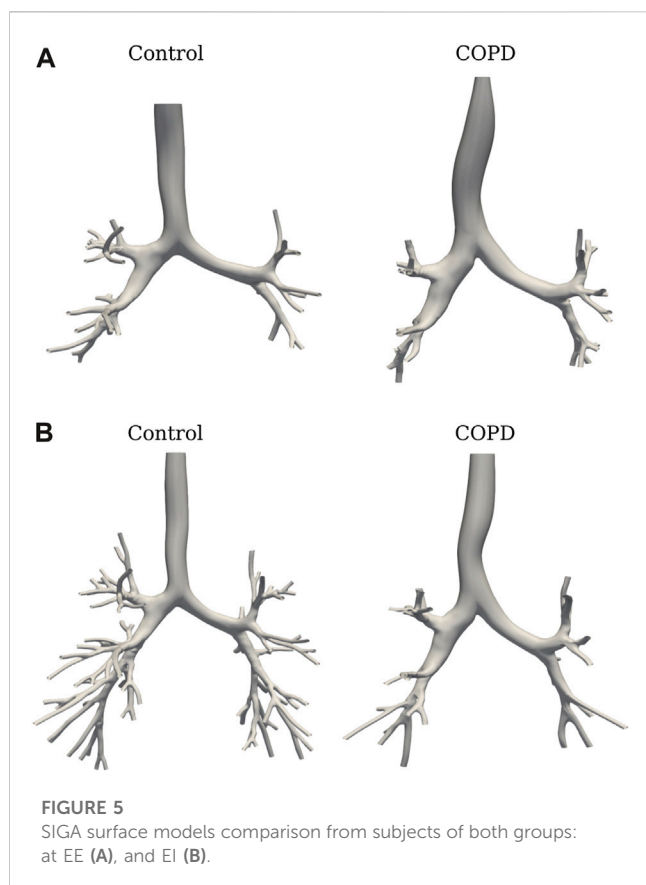 A
Control COPD
B
Control COPD
FIGURE 5
SIGA surface models comparison from subjects of both groups:
at EE (A), and EI (B).